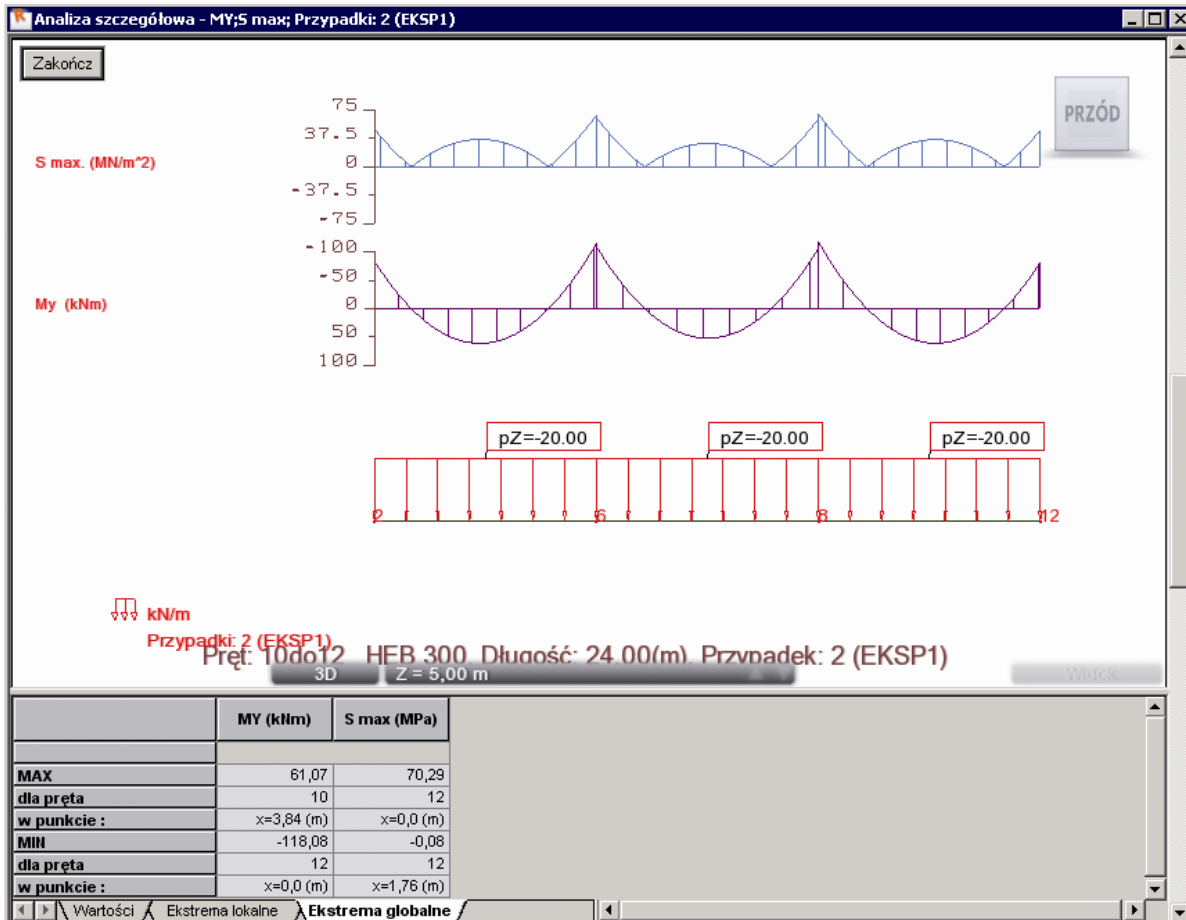 Analiza szczegółowa - MY;S max; Przypadki: 2 (EKSP1)
Zakończ
PRZÓD
S max. (MN/m^2)
75
37.5
0
-37.5
-75
My (kNm)
-100
-50
0
50
100
pZ=-20.00 pZ=-20.00 pZ=-20.00
2 6 8 12
kN/m
Przypadki: 2 (EKSP1)
Pręt: 10do12 HEB 300, Długość: 24.00(m), Przypadek: 2 (EKSP1)
3D Z = 5,00 m Widok
MY (kNm) S max (MPa)
MAX 61,07 70,29
dla pręta 10 12
w punkcie : x=3,84 (m) x=0,0 (m)
MIN -118,08 -0,08
dla pręta 12 12
w punkcie : x=0,0 (m) x=1,76 (m)
Wartości Ekstrema lokalne Ekstrema globalne